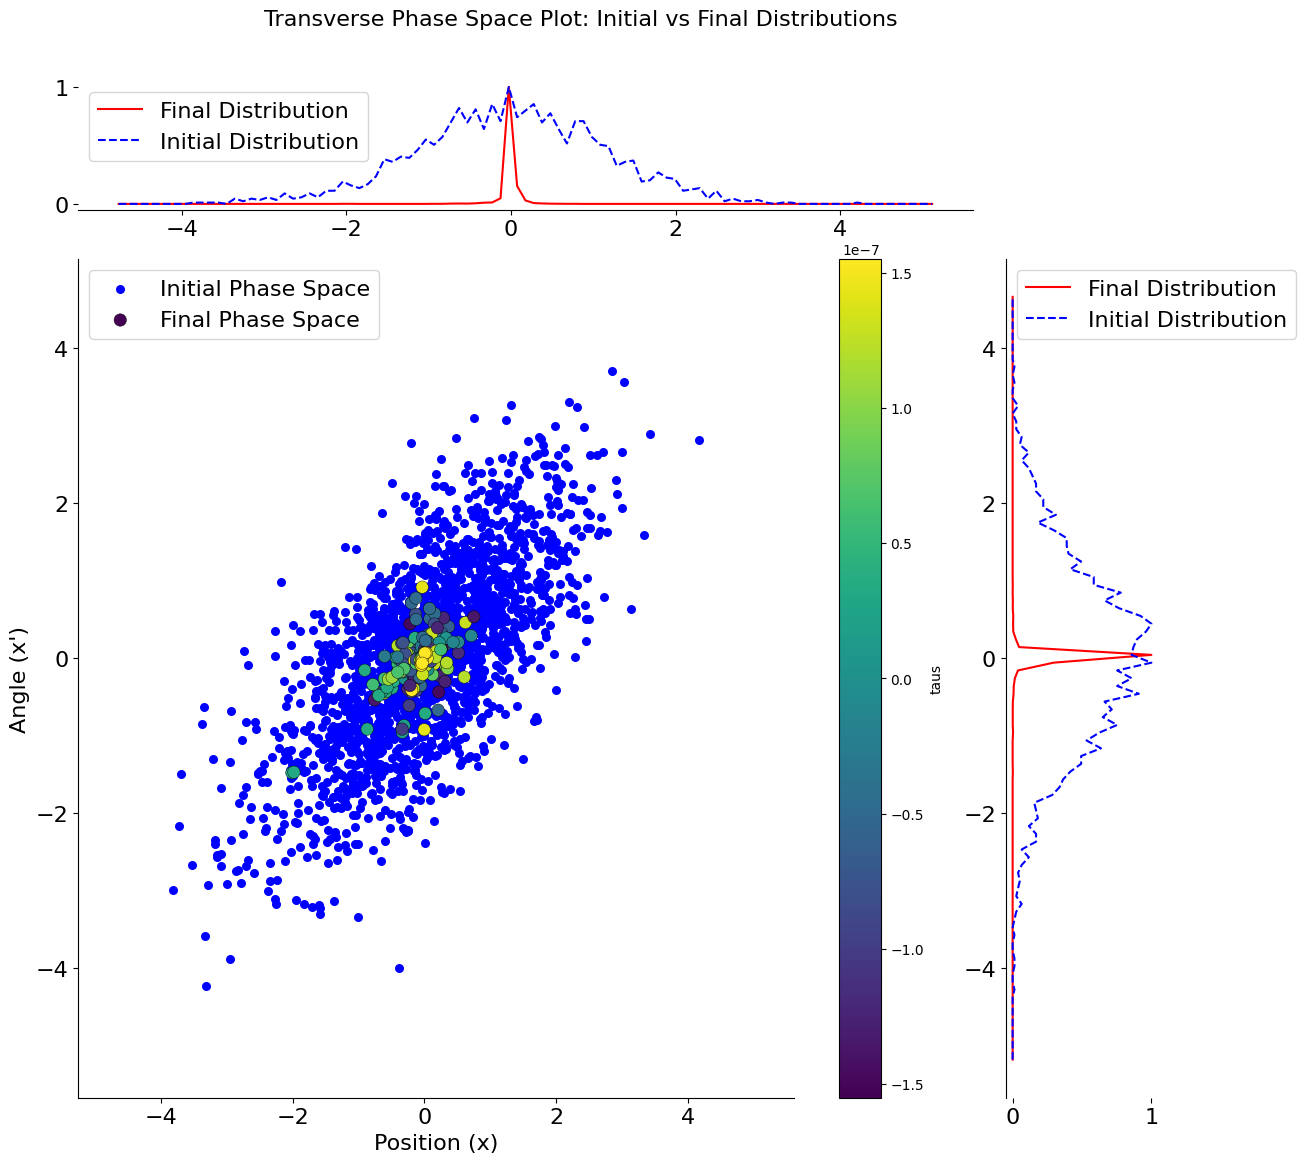 Transverse Phase Space Plot: Initial vs Final Distributions
1
0
Final Distribution
Initial Distribution
−4
−2
0
2
4
Initial Phase Space
Final Phase Space
4
2
0
−2
−4
Angle (x')
−4
−2
0
2
4
Position (x)
1e−7
1.5
1.0
0.5
0.0
−0.5
−1.0
−1.5
taus
Final Distribution
Initial Distribution
4
2
0
−2
−4
0
1